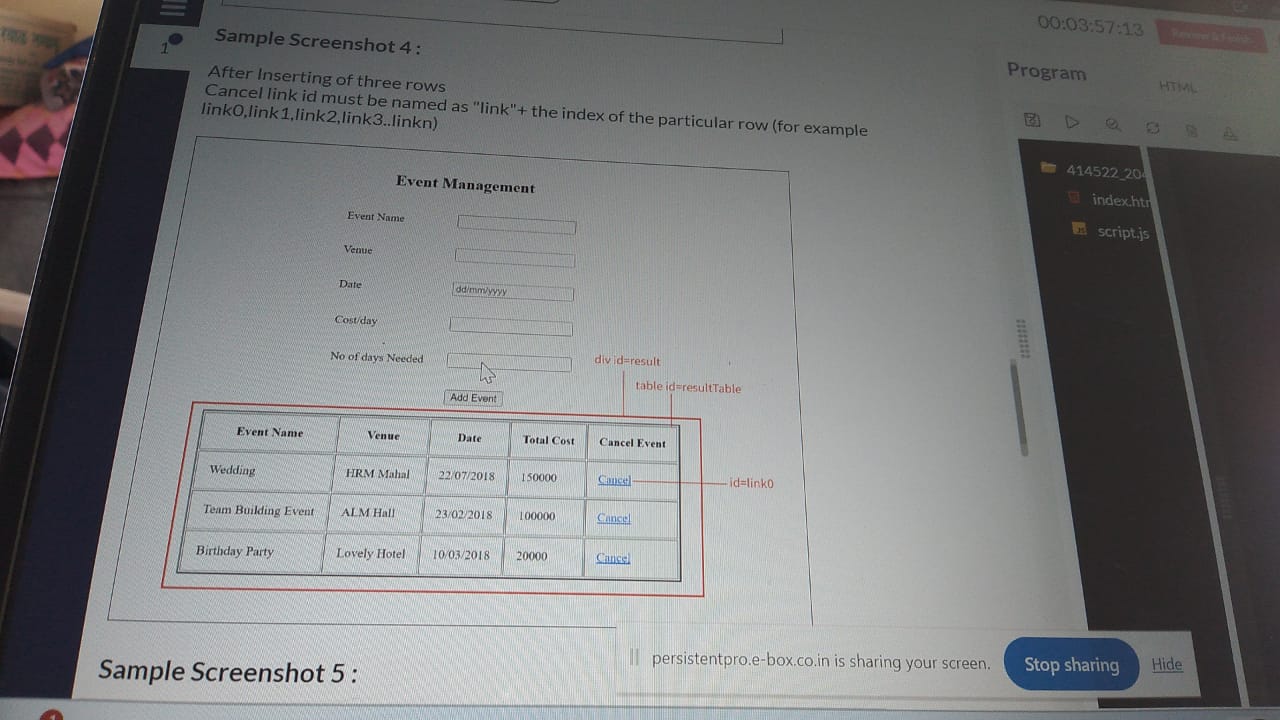 00:03:57:13
Review & Finish
1
Sample Screenshot 4 :
After Inserting of three rows
Cancel link id must be named as "link"+ the index of the particular row (for example
link0,link1,link2,link3..linkn)
Program
HTML
414522_204
index.htr
script.js
Event Management
Event Name
Venue
Date dd/mm/yyyy
Cost/day
No of days Needed
Add Event
div id=result
table id=resultTable
Event Name Venue Date Total Cost Cancel Event
Wedding HRM Mahal 22/07/2018 150000 Cancel
id=link0
Team Building Event ALM Hall 23/02/2018 100000 Cancel
Birthday Party Lovely Hotel 10/03/2018 20000 Cancel
Sample Screenshot 5 :
persistentpro.e-box.co.in is sharing your screen. Stop sharing Hide